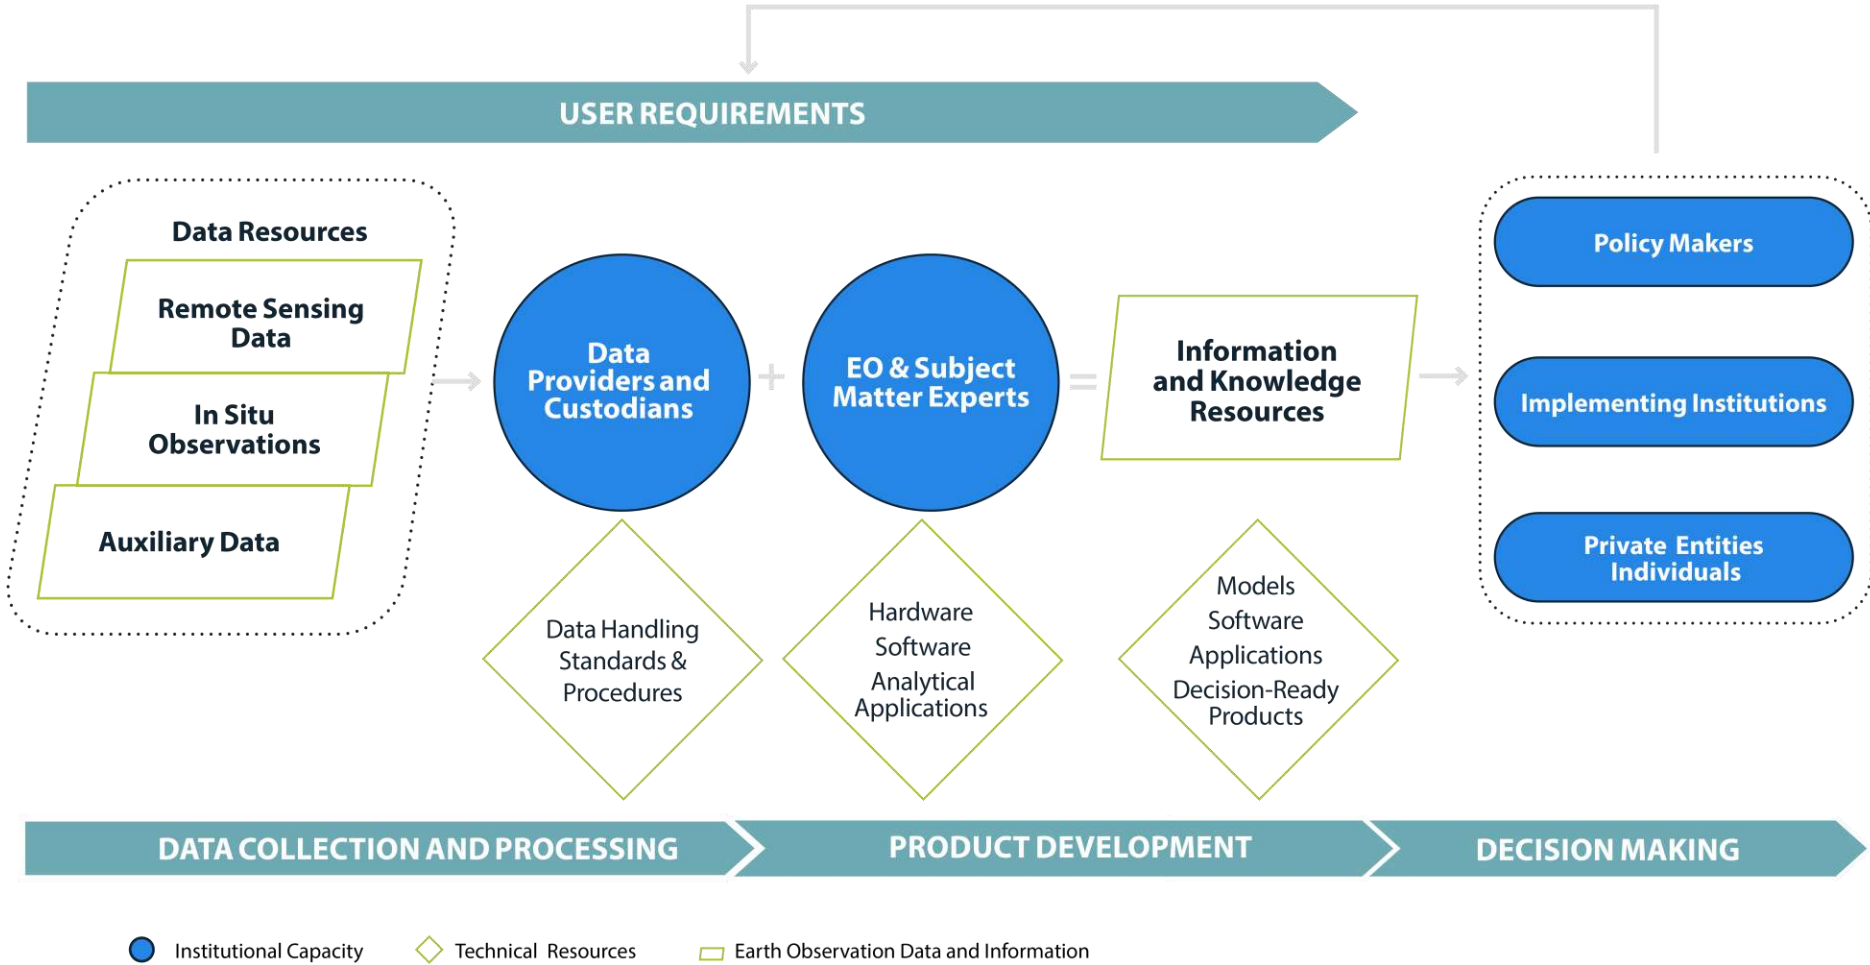 USER REQUIREMENTS
Data Resources
Remote Sensing
Data
In Situ
Observations
Auxiliary Data
Data
Providers and
Custodians
+
EO & Subject
Matter Experts
=
Information
and Knowledge
Resources
Policy Makers
Implementing Institutions
Private Entities
Individuals
Data Handling
Standards &
Procedures
Hardware
Software
Analytical
Applications
Models
Software
Applications
Decision-Ready
Products
DATA COLLECTION AND PROCESSING
PRODUCT DEVELOPMENT
DECISION MAKING
Institutional Capacity
Technical Resources
Earth Observation Data and Information